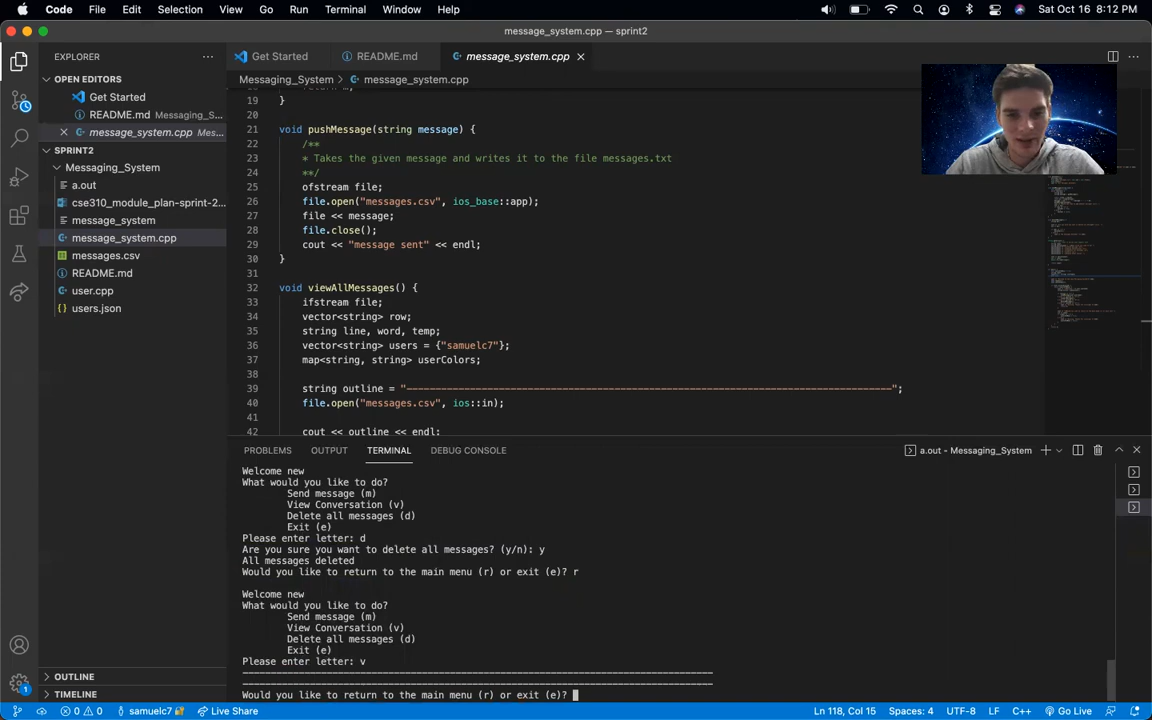 Code File Edit Selection View Go Run Terminal Window Help Sat Oct 16 8:12 PM
message_system.cpp — sprint2
EXPLORER
OPEN EDITORS
Get Started
README.md Messaging_S...
message_system.cpp Mes...
SPRINT2
Messaging_System
a.out
cse310_module_plan-sprint-2...
message_system
message_system.cpp
messages.csv
README.md
user.cpp
users.json
OUTLINE
TIMELINE
Get Started README.md message_system.cpp
Messaging_System > message_system.cpp
19 }
20
21 void pushMessage(string message) {
22 /**
23 * Takes the given message and writes it to the file messages.txt
24 **/
25 ofstream file;
26 file.open("messages.csv", ios_base::app);
27 file << message;
28 file.close();
29 cout << "message sent" << endl;
30 }
31
32 void viewAllMessages() {
33 ifstream file;
34 vector<string> row;
35 string line, word, temp;
36 vector<string> users = {"samuelc7"};
37 map<string, string> userColors;
38
39 string outline = "--------------------------------------------------------------------------------";
40 file.open("messages.csv", ios::in);
41
42 cout << outline << endl;
PROBLEMS OUTPUT TERMINAL DEBUG CONSOLE a.out - Messaging_System
Welcome new
What would you like to do?
Send message (m)
View Conversation (v)
Delete all messages (d)
Exit (e)
Please enter letter: d
Are you sure you want to delete all messages? (y/n): y
All messages deleted
Would you like to return to the main menu (r) or exit (e)? r
Welcome new
What would you like to do?
Send message (m)
View Conversation (v)
Delete all messages (d)
Exit (e)
Please enter letter: v
--------------------------------------------------------------------------------
--------------------------------------------------------------------------------
Would you like to return to the main menu (r) or exit (e)?
0 0 samuelc7 Live Share Ln 118, Col 15 Spaces: 4 UTF-8 LF C++ Go Live